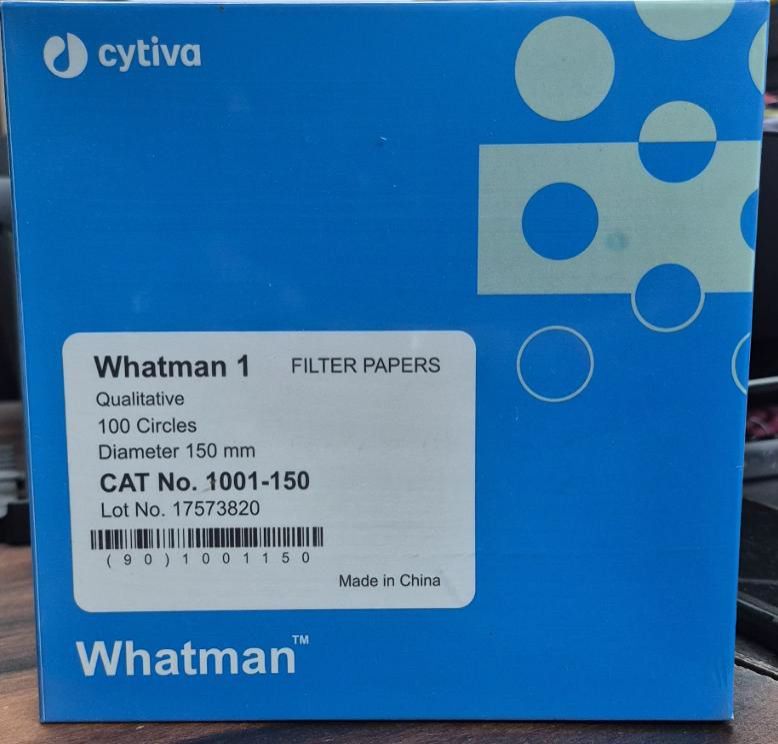 cytiva
Whatman 1 FILTER PAPERS
Qualitative
100 Circles
Diameter 150 mm
CAT No. 1001-150
Lot No. 17573820
(90)1001150
Made in China
Whatman™